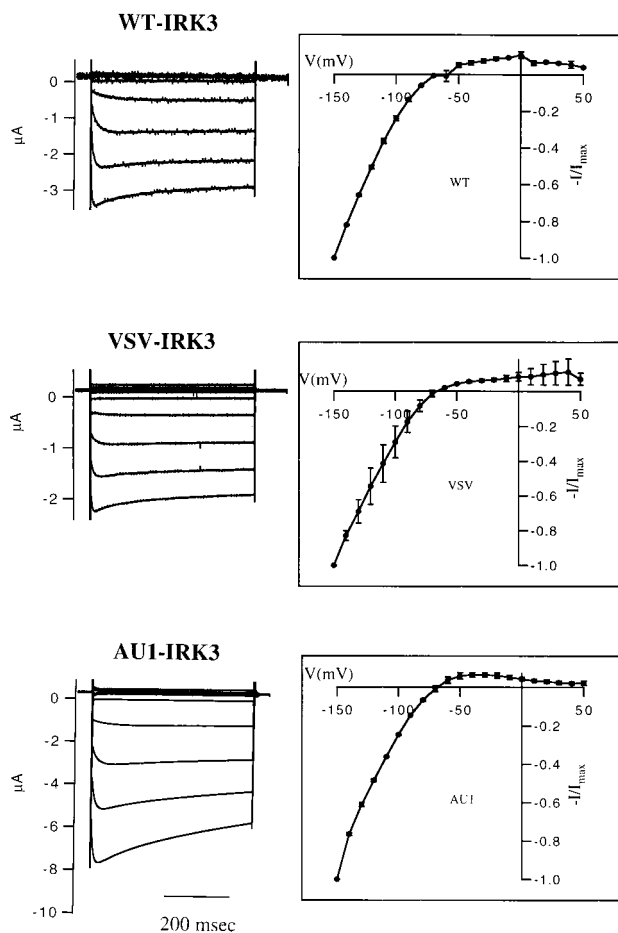 WT-IRK3
0
-1
-2
-3
µA
V(mV)
-150
-100
-50
50
-0.2
-0.4
-0.6
-0.8
-1.0
-I/Imax
WT
VSV-IRK3
0
-1
-2
µA
V(mV)
-150
-100
-50
50
-0.2
-0.4
-0.6
-0.8
-1.0
-I/Imax
VSV
AU1-IRK3
0
-2
-4
-6
-8
-10
µA
200 msec
V(mV)
-150
-100
-50
50
-0.2
-0.4
-0.6
-0.8
-1.0
-I/Imax
AU1